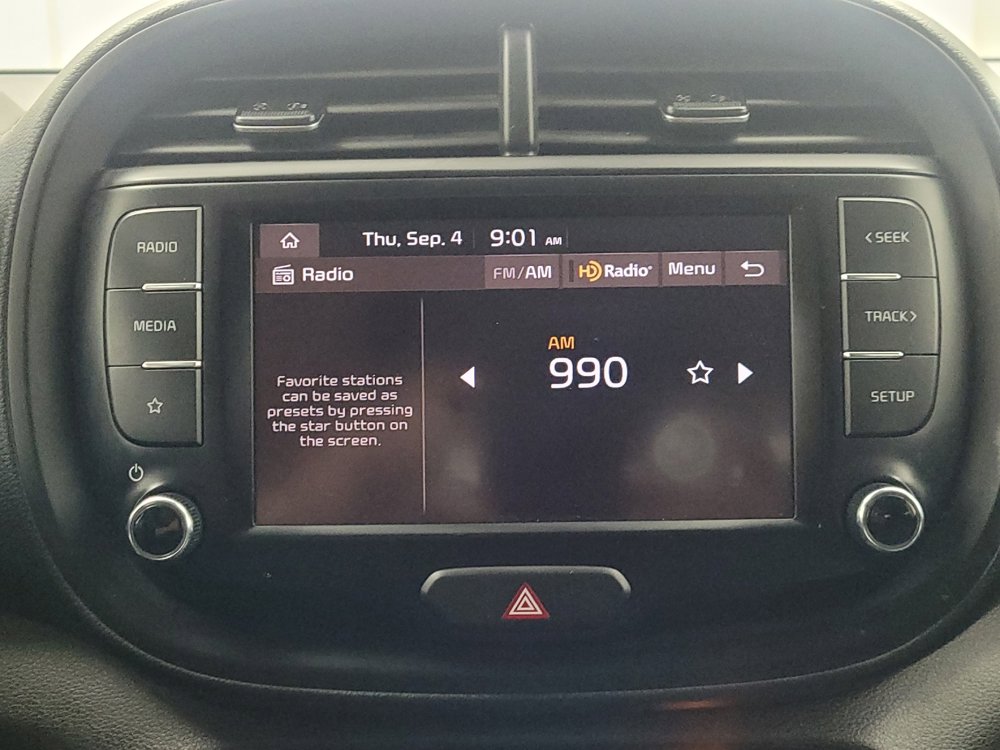 Thu, Sep. 4 9:01 AM
RADIO
< SEEK
Radio FM/AM HD Radio Menu
MEDIA
TRACK >
AM
990
Favorite stations
can be saved as
presets by pressing
the star button on
the screen.
SETUP